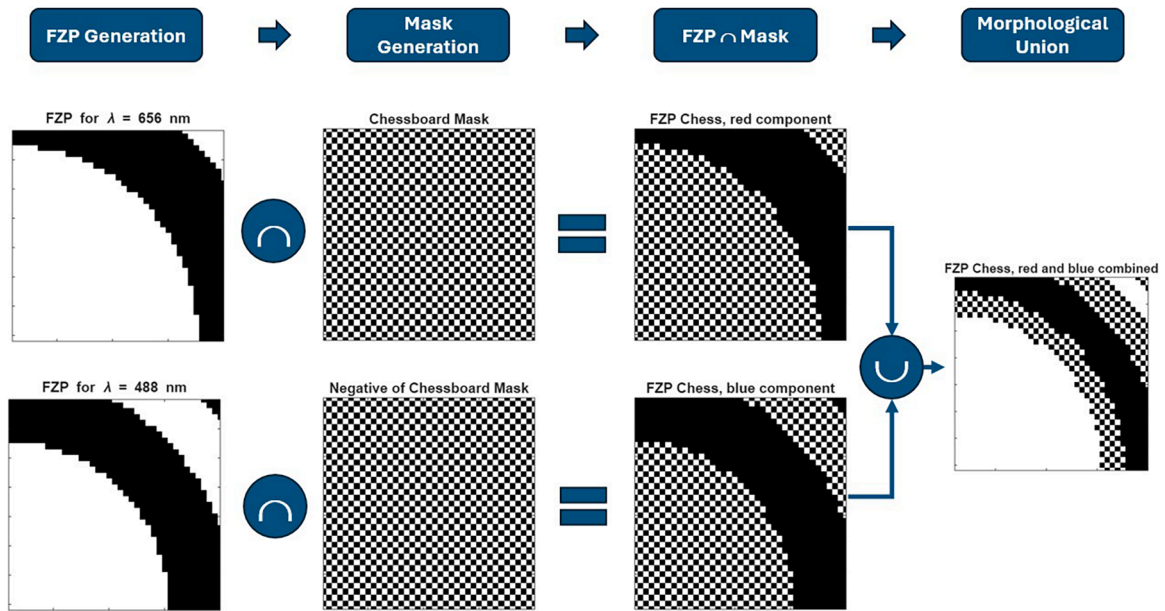 FZP Generation
Mask
Generation
FZP ∩ Mask
Morphological
Union
FZP for λ = 656 nm
Chessboard Mask
FZP Chess, red component
FZP Chess, red and blue combined
FZP for λ = 488 nm
Negative of Chessboard Mask
FZP Chess, blue component
∩
=
∪
∩
=